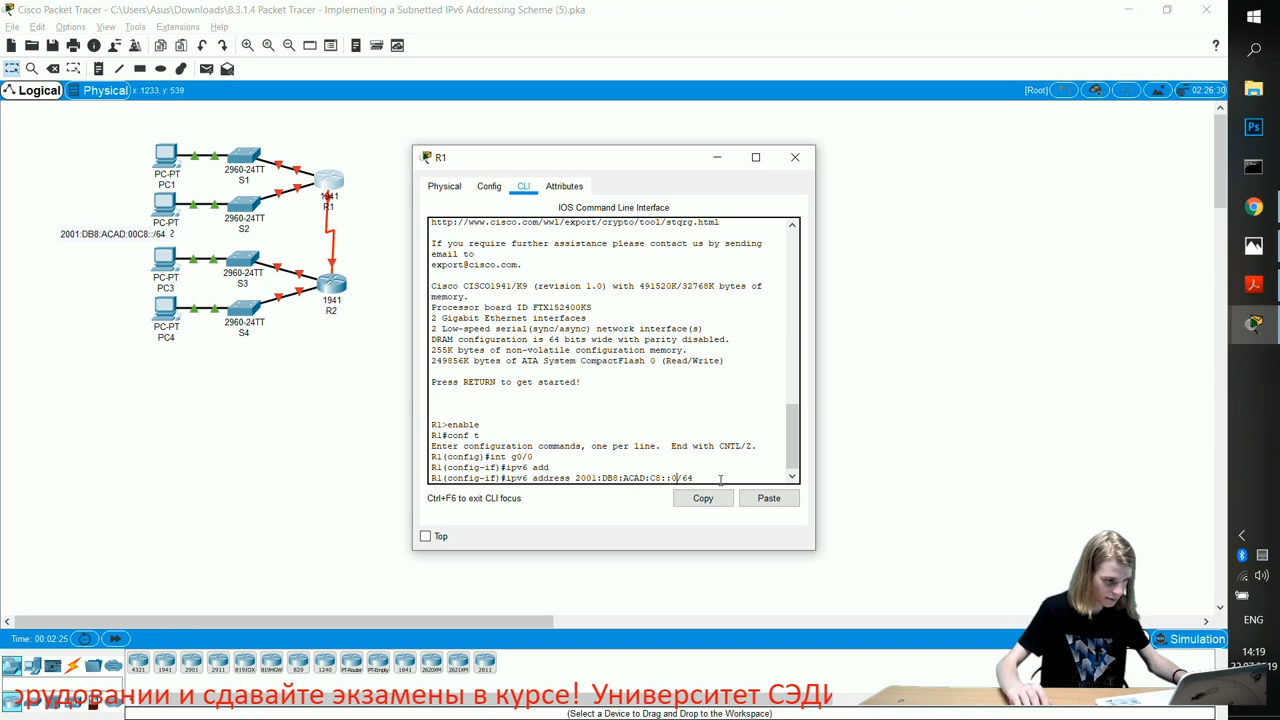 Cisco Packet Tracer - C:\Users\Asus\Downloads\8.3.1.4 Packet Tracer - Implementing a Subnetted IPv6 Addressing Scheme (5).pka
File Edit Options View Tools Extensions Help
Logical Physical x: 1233, y: 539 [Root] 02:26:30
PC-PT
PC1
2960-24TT
S1
1941
R1
PC-PT
2960-24TT
S2
2001:DB8:ACAD:00C8::/64 ?
PC-PT
PC3
2960-24TT
S3
1941
R2
PC-PT
PC4
2960-24TT
S4
R1
Physical Config CLI Attributes
IOS Command Line Interface
http://www.cisco.com/wwl/export/crypto/tool/stqrg.html
If you require further assistance please contact us by sending
email to
export@cisco.com.
Cisco CISCO1941/K9 (revision 1.0) with 491520K/32768K bytes of
memory.
Processor board ID FTX152400KS
2 Gigabit Ethernet interfaces
2 Low-speed serial(sync/async) network interface(s)
DRAM configuration is 64 bits wide with parity disabled.
255K bytes of non-volatile configuration memory.
249856K bytes of ATA System CompactFlash 0 (Read/Write)
Press RETURN to get started!
R1>enable
R1#conf t
Enter configuration commands, one per line. End with CNTL/Z.
R1(config)#int g0/0
R1(config-if)#ipv6 add
R1(config-if)#ipv6 address 2001:DB8:ACAD:C8::0/64
Ctrl+F6 to exit CLI focus
Copy Paste
Top
Time: 00:02:25
Simulation
4321 1941 2901 2911 819IOX 819HGW 829 1240 PT-Router PT-Empty 1841 2620XM 2621XM 2811
эрудовании и сдавайте экзамены в курсе! Университет СЭДИ
(Select a Device to Drag and Drop to the Workspace)
ENG
14:19